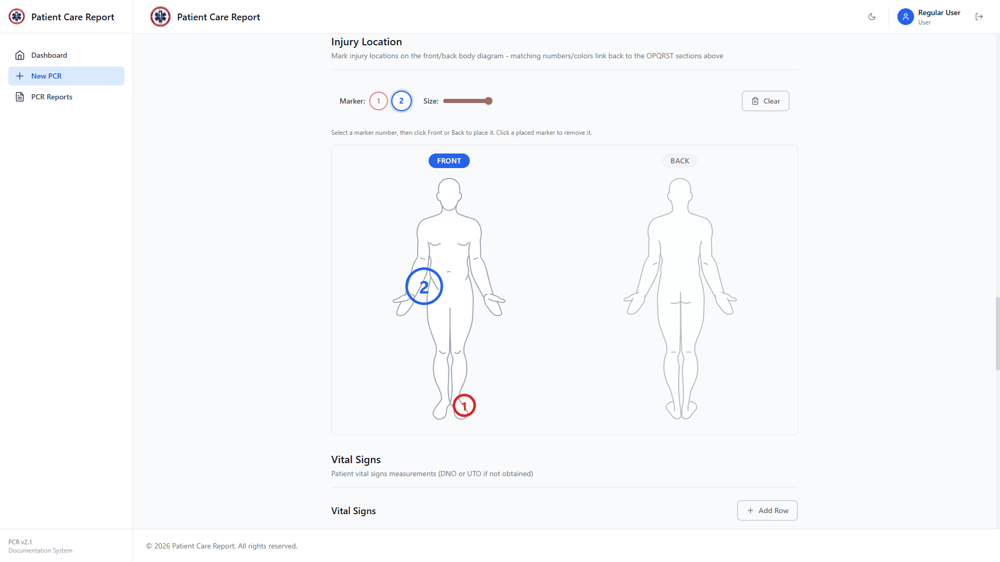 Patient Care Report
Patient Care Report
Regular User
User
Dashboard
New PCR
PCR Reports
Injury Location
Mark injury locations on the front/back body diagram - matching numbers/colors link back to the OPQRST sections above
Marker: 1 2 Size: Clear
Select a marker number, then click Front or Back to place it. Click a placed marker to remove it.
FRONT BACK
2
1
Vital Signs
Patient vital signs measurements (DNO or UTO if not obtained)
Vital Signs
Add Row
PCR v2.1
Documentation System
© 2026 Patient Care Report. All rights reserved.